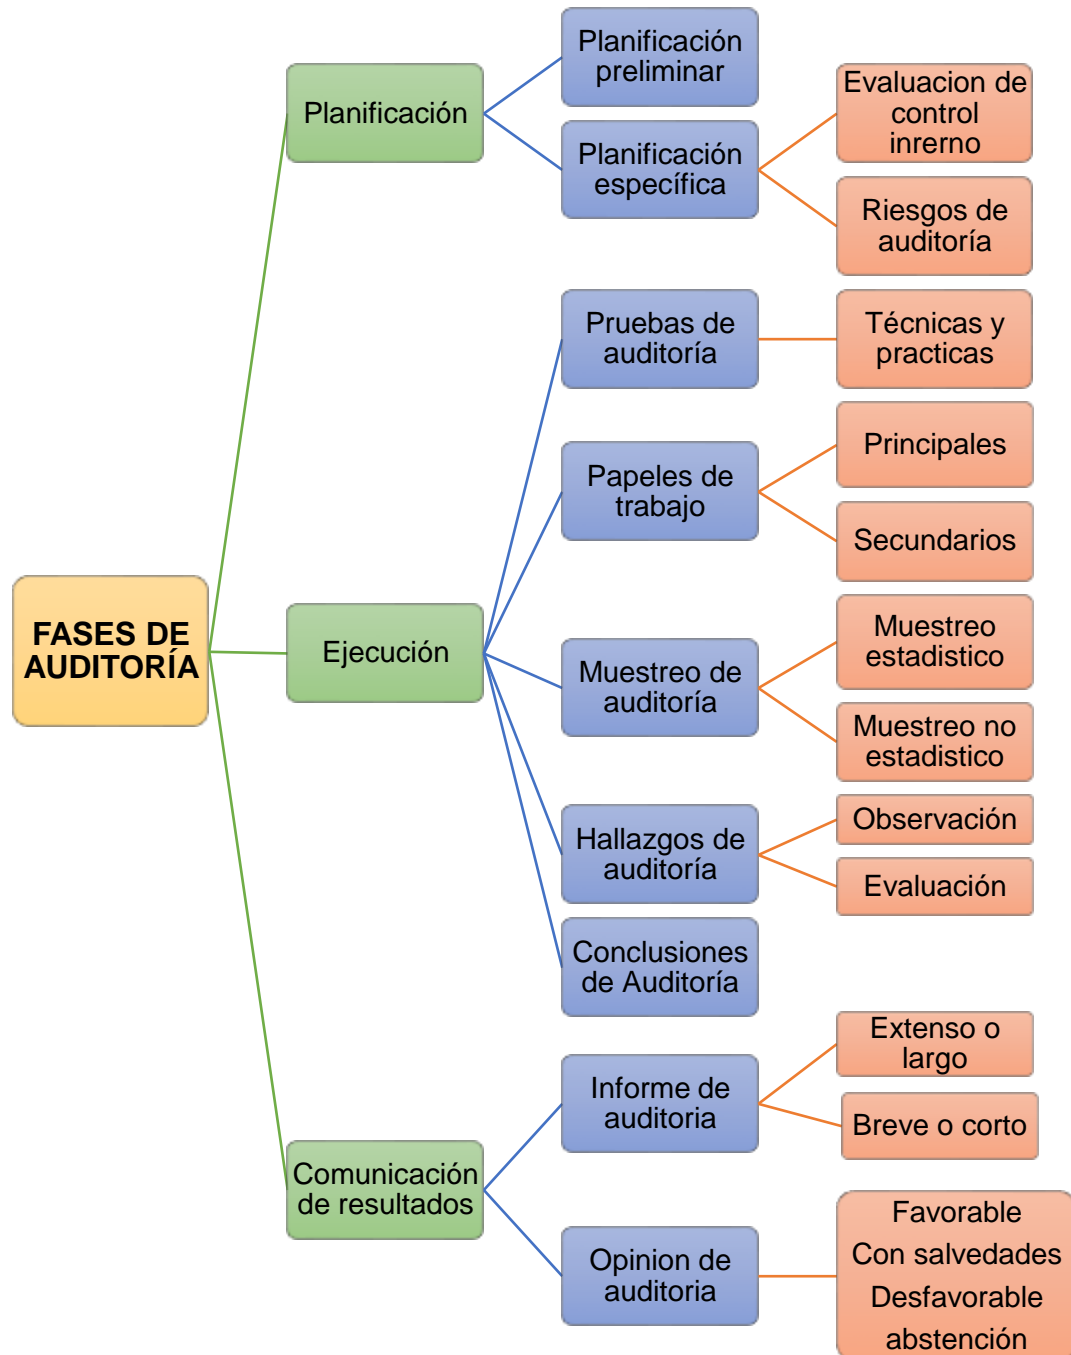 FASES DE
AUDITORÍA
Planificación
Planificación
preliminar
Planificación
específica
Evaluacion de
control
inrerno
Riesgos de
auditoría
Ejecución
Pruebas de
auditoría
Técnicas y
practicas
Papeles de
trabajo
Principales
Secundarios
Muestreo de
auditoría
Muestreo
estadistico
Muestreo no
estadistico
Hallazgos de
auditoría
Observación
Evaluación
Conclusiones
de Auditoría
Comunicación
de resultados
Informe de
auditoria
Extenso o
largo
Breve o corto
Opinion de
auditoria
Favorable
Con salvedades
Desfavorable
abstención